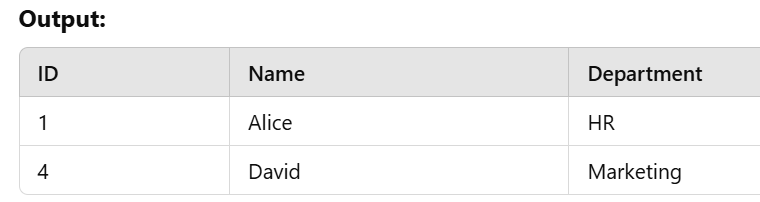 Output:
ID Name Department
1 Alice HR
4 David Marketing